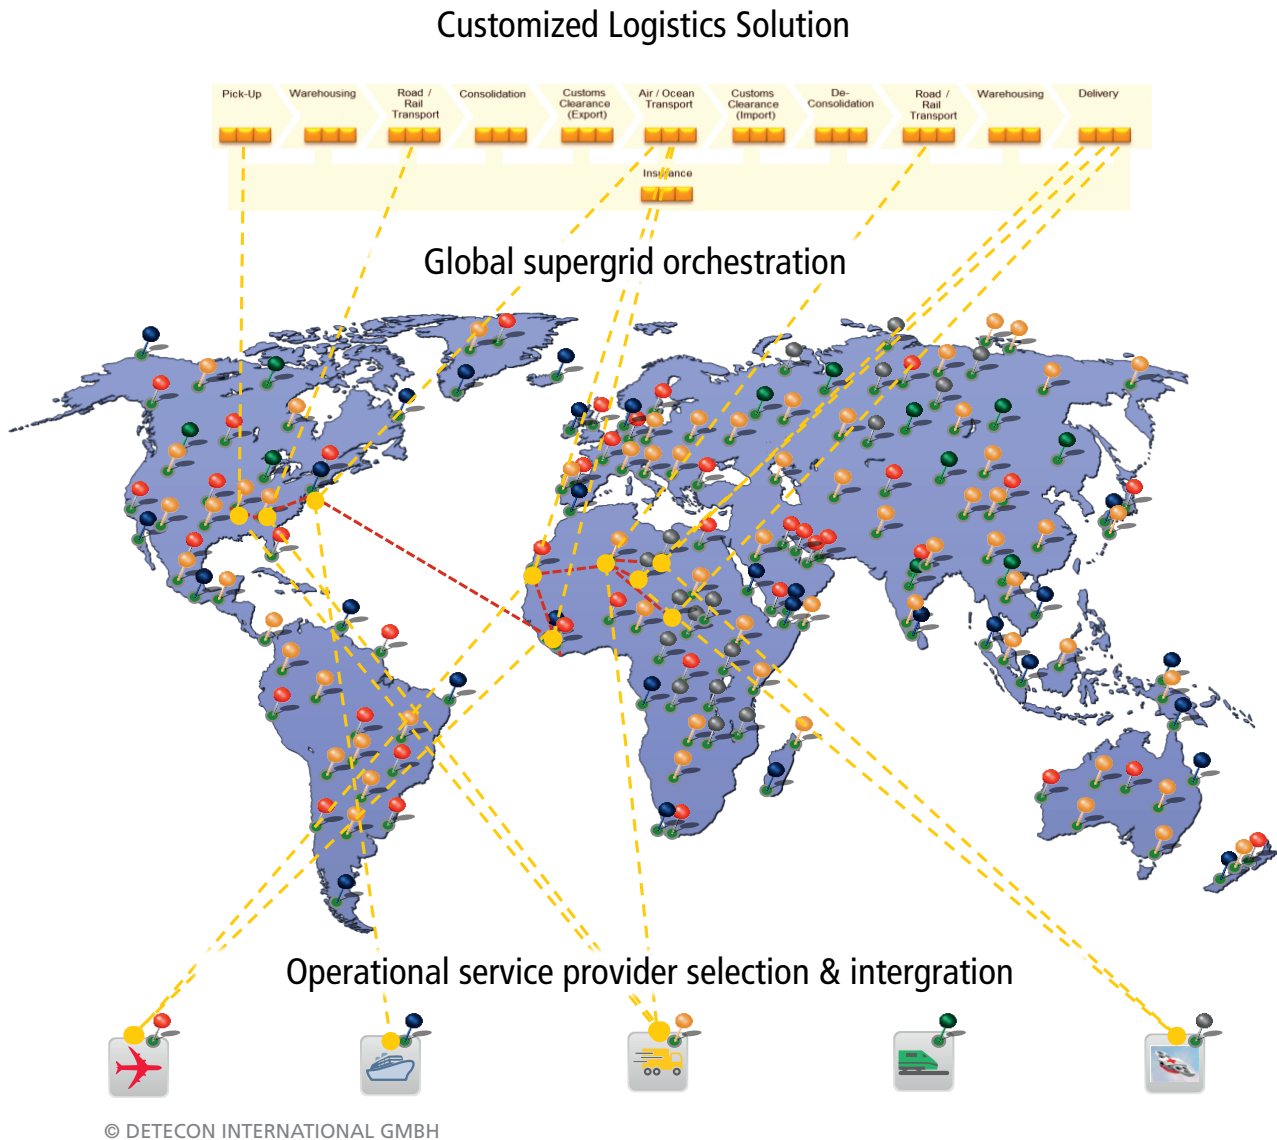 Customized Logistics Solution
Pick-Up
Warehousing
Road /
Rail
Transport
Consolidation
Customs
Clearance
(Export)
Air / Ocean
Transport
Customs
Clearance
(Import)
De-
Consolidation
Road /
Rail
Transport
Warehousing
Delivery
Insurance
Global supergrid orchestration
Operational service provider selection & intergration
© DETECON INTERNATIONAL GMBH